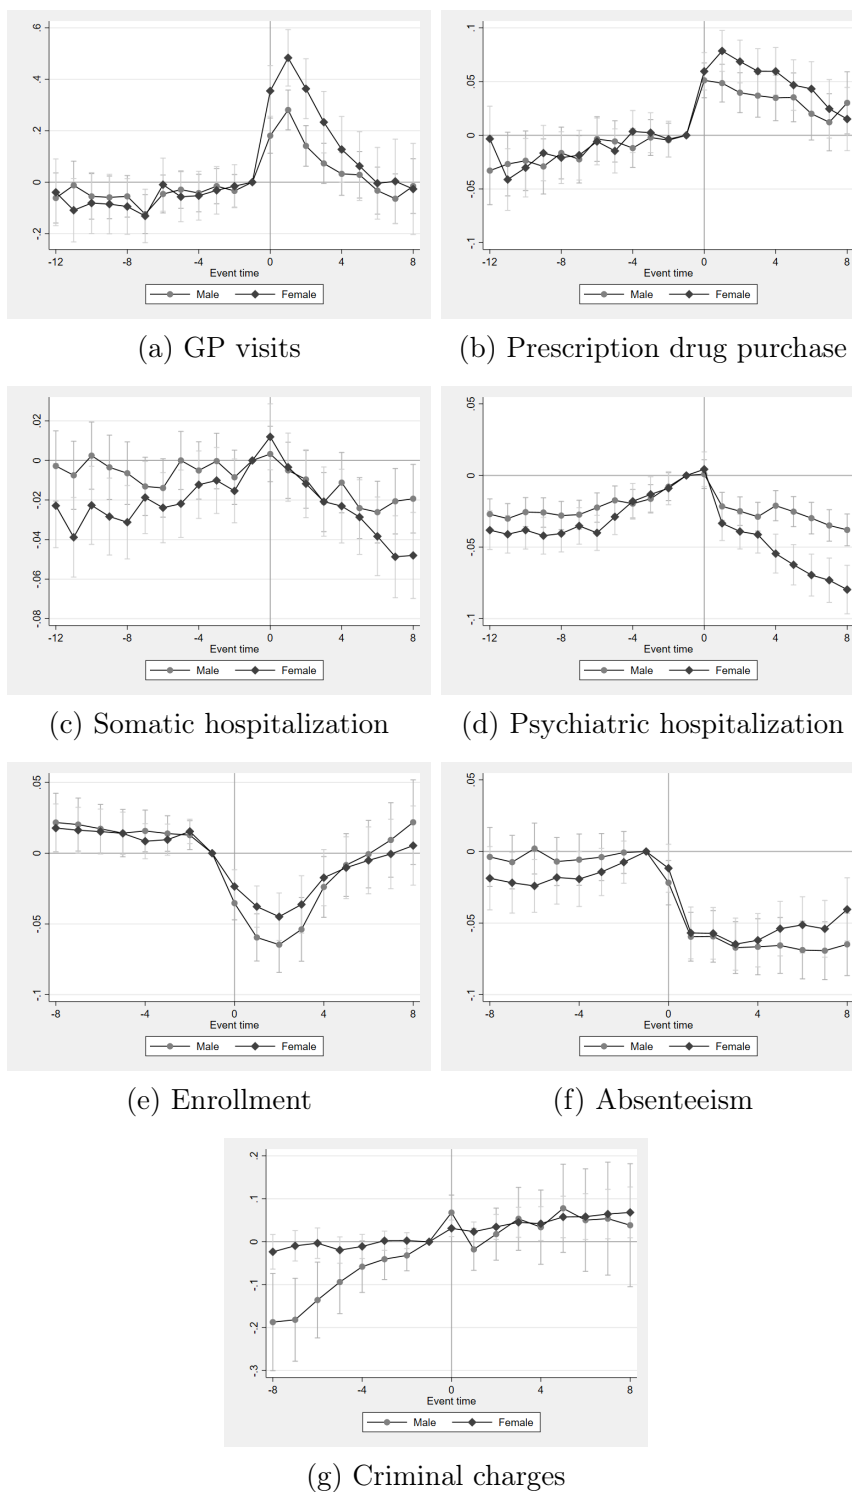 .6
.4
.2
0
-.2
-12
-8
-4
0
4
8
Event time
Male
Female
(a) GP visits
.1
.05
0
-.05
-.1
-12
-8
-4
0
4
8
Event time
Male
Female
(b) Prescription drug purchase
.02
0
-.02
-.04
-.06
-.08
-12
-8
-4
0
4
8
Event time
Male
Female
(c) Somatic hospitalization
.05
0
-.05
-.1
-12
-8
-4
0
4
8
Event time
Male
Female
(d) Psychiatric hospitalization
.05
0
-.05
-.1
-8
-4
0
4
8
Event time
Male
Female
(e) Enrollment
.05
0
-.05
-.1
-8
-4
0
4
8
Event time
Male
Female
(f) Absenteeism
.2
.1
0
-.1
-.2
-.3
-8
-4
0
4
8
Event time
Male
Female
(g) Criminal charges